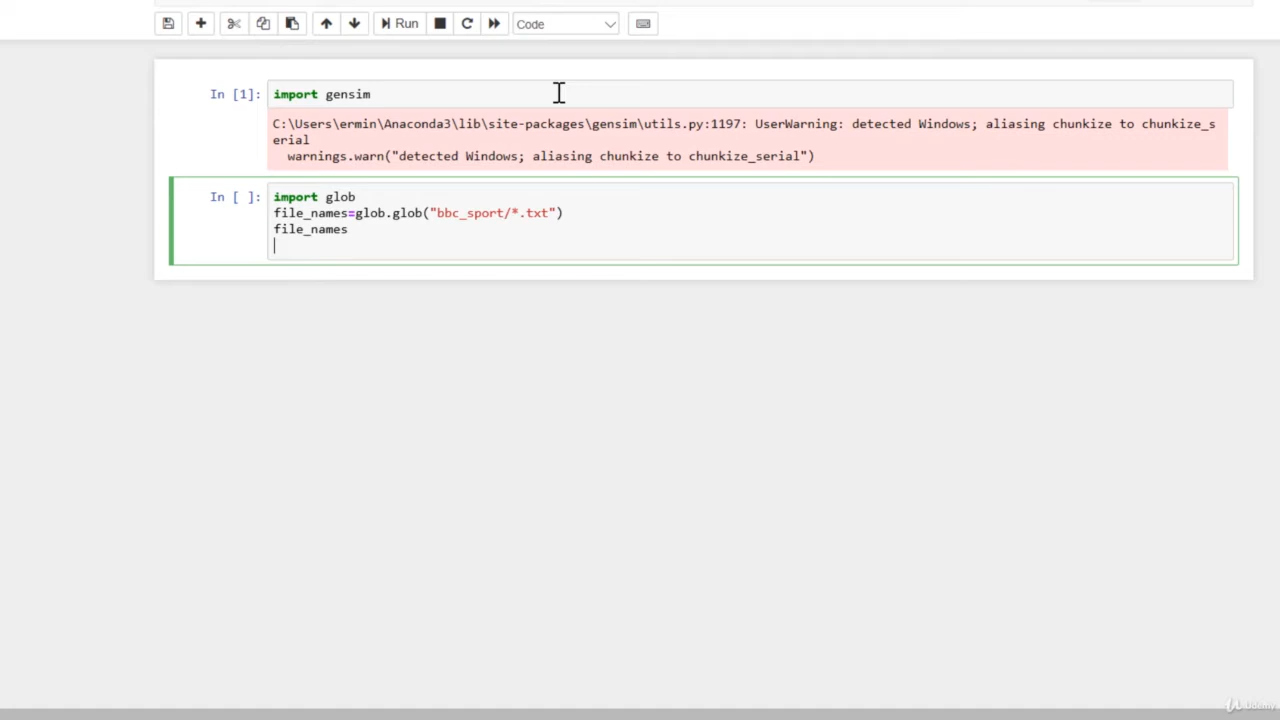 Run
Code
In [1]:
import gensim
C:\Users\ermin\Anaconda3\lib\site-packages\gensim\utils.py:1197: UserWarning: detected Windows; aliasing chunkize to chunkize_s
erial
warnings.warn("detected Windows; aliasing chunkize to chunkize_serial")
In [ ]:
import glob
file_names=glob.glob("bbc_sport/*.txt")
file_names
Udemy